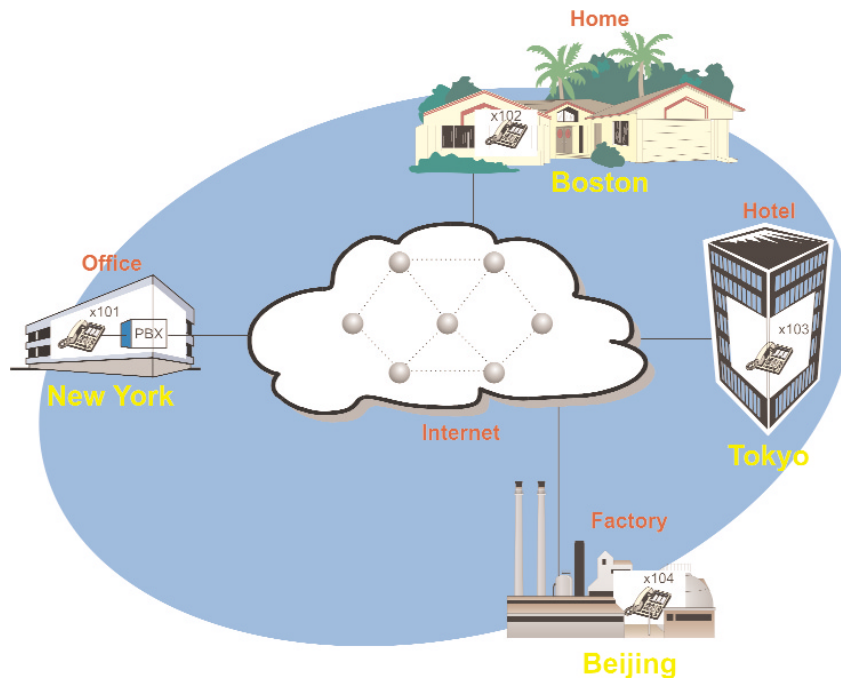 Home
x102
Boston
Hotel
Office
x101
PBX
x103
New York
Internet
Tokyo
Factory
x104
Beijing